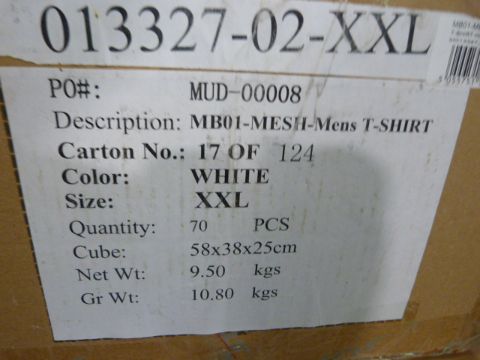 013327-02-XXL
PO#: MUD-00008
Description: MB01-MESH-Mens T-SHIRT
Carton No.: 17 OF 124
Color: WHITE
Size: XXL
Quantity: 70 PCS
Cube: 58x38x25cm
Net Wt: 9.50 kgs
Gr Wt: 10.80 kgs